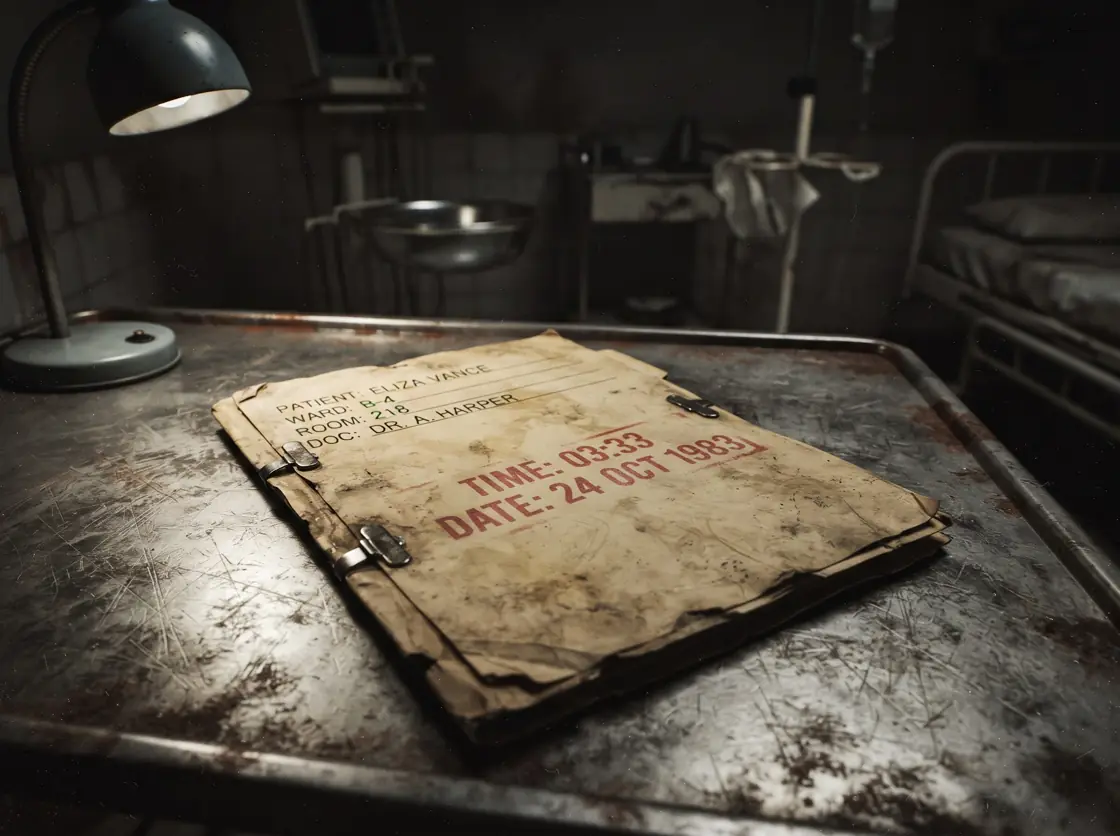 PATIENT: ELIZA VANCE
WARD: B-4
ROOM: 218
DOC: DR. A. HARPER
TIME: 03:33
DATE: 24 OCT 1983